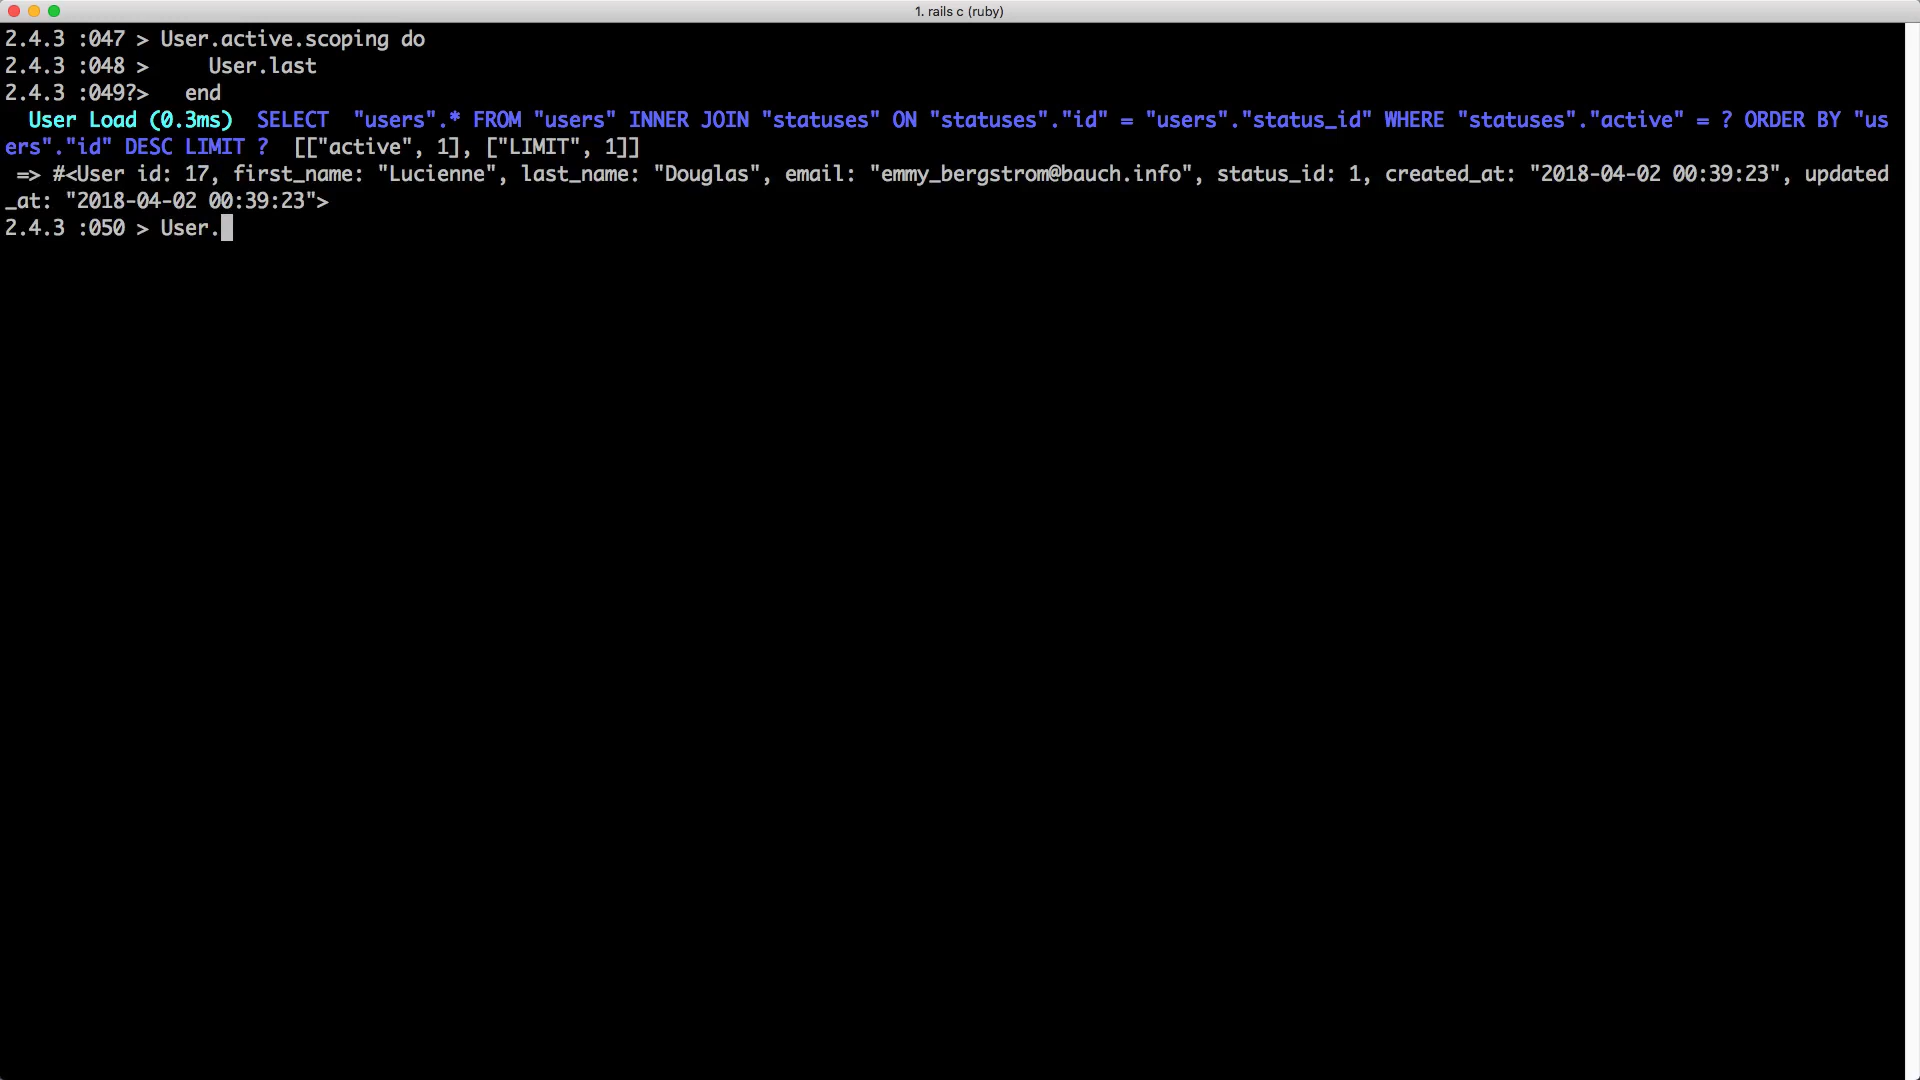 1. rails c (ruby)
2.4.3 :047 > User.active.scoping do
2.4.3 :048 >     User.last
2.4.3 :049?>   end
  User Load (0.3ms)  SELECT  "users".* FROM "users" INNER JOIN "statuses" ON "statuses"."id" = "users"."status_id" WHERE "statuses"."active" = ? ORDER BY "us
ers"."id" DESC LIMIT ?  [["active", 1], ["LIMIT", 1]]
 => #<User id: 17, first_name: "Lucienne", last_name: "Douglas", email: "emmy_bergstrom@bauch.info", status_id: 1, created_at: "2018-04-02 00:39:23", updated
_at: "2018-04-02 00:39:23">
2.4.3 :050 > User.